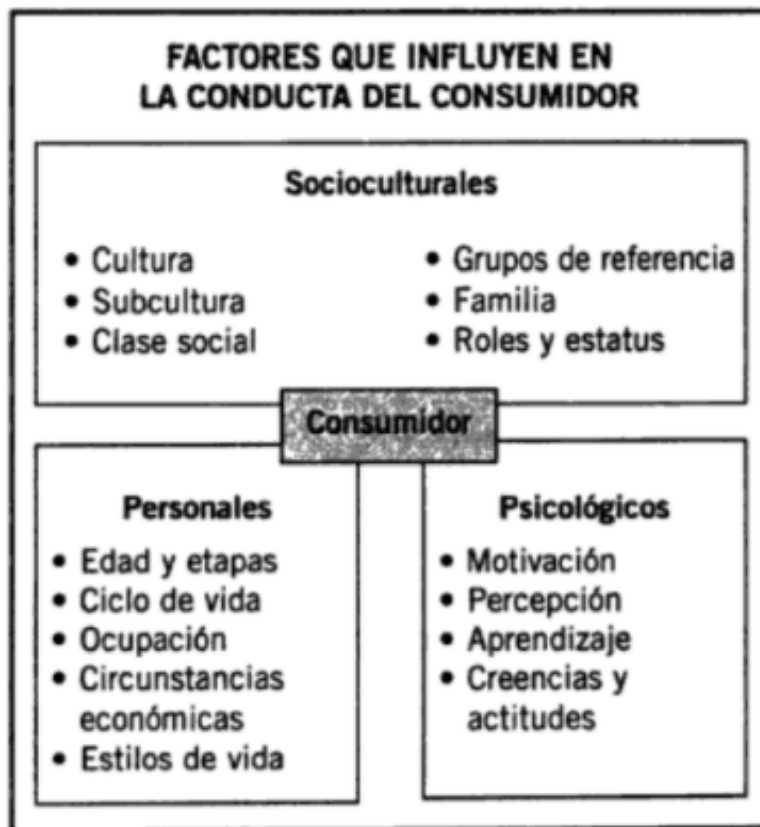 FACTORES QUE INFLUYEN EN
LA CONDUCTA DEL CONSUMIDOR
Socioculturales
• Cultura
• Subcultura
• Clase social
• Grupos de referencia
• Familia
• Roles y estatus
Consumidor
Personales
• Edad y etapas
• Ciclo de vida
• Ocupación
• Circunstancias
económicas
• Estilos de vida
Psicológicos
• Motivación
• Percepción
• Aprendizaje
• Creencias y
actitudes